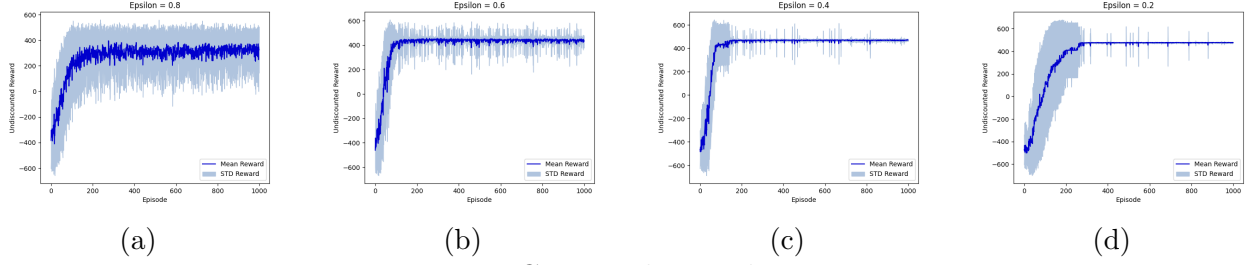 Epsilon = 0.8
Undiscounted Reward
600
400
200
0
−200
−400
−600
0 200 400 600 800 1000
Episode
Mean Reward
STD Reward
(a)
Epsilon = 0.6
Undiscounted Reward
600
400
200
0
−200
−400
−600
0 200 400 600 800 1000
Episode
Mean Reward
STD Reward
(b)
Epsilon = 0.4
Undiscounted Reward
600
400
200
0
−200
−400
−600
0 200 400 600 800 1000
Episode
Mean Reward
STD Reward
(c)
Epsilon = 0.2
Undiscounted Reward
600
400
200
0
−200
−400
−600
0 200 400 600 800 1000
Episode
Mean Reward
STD Reward
(d)